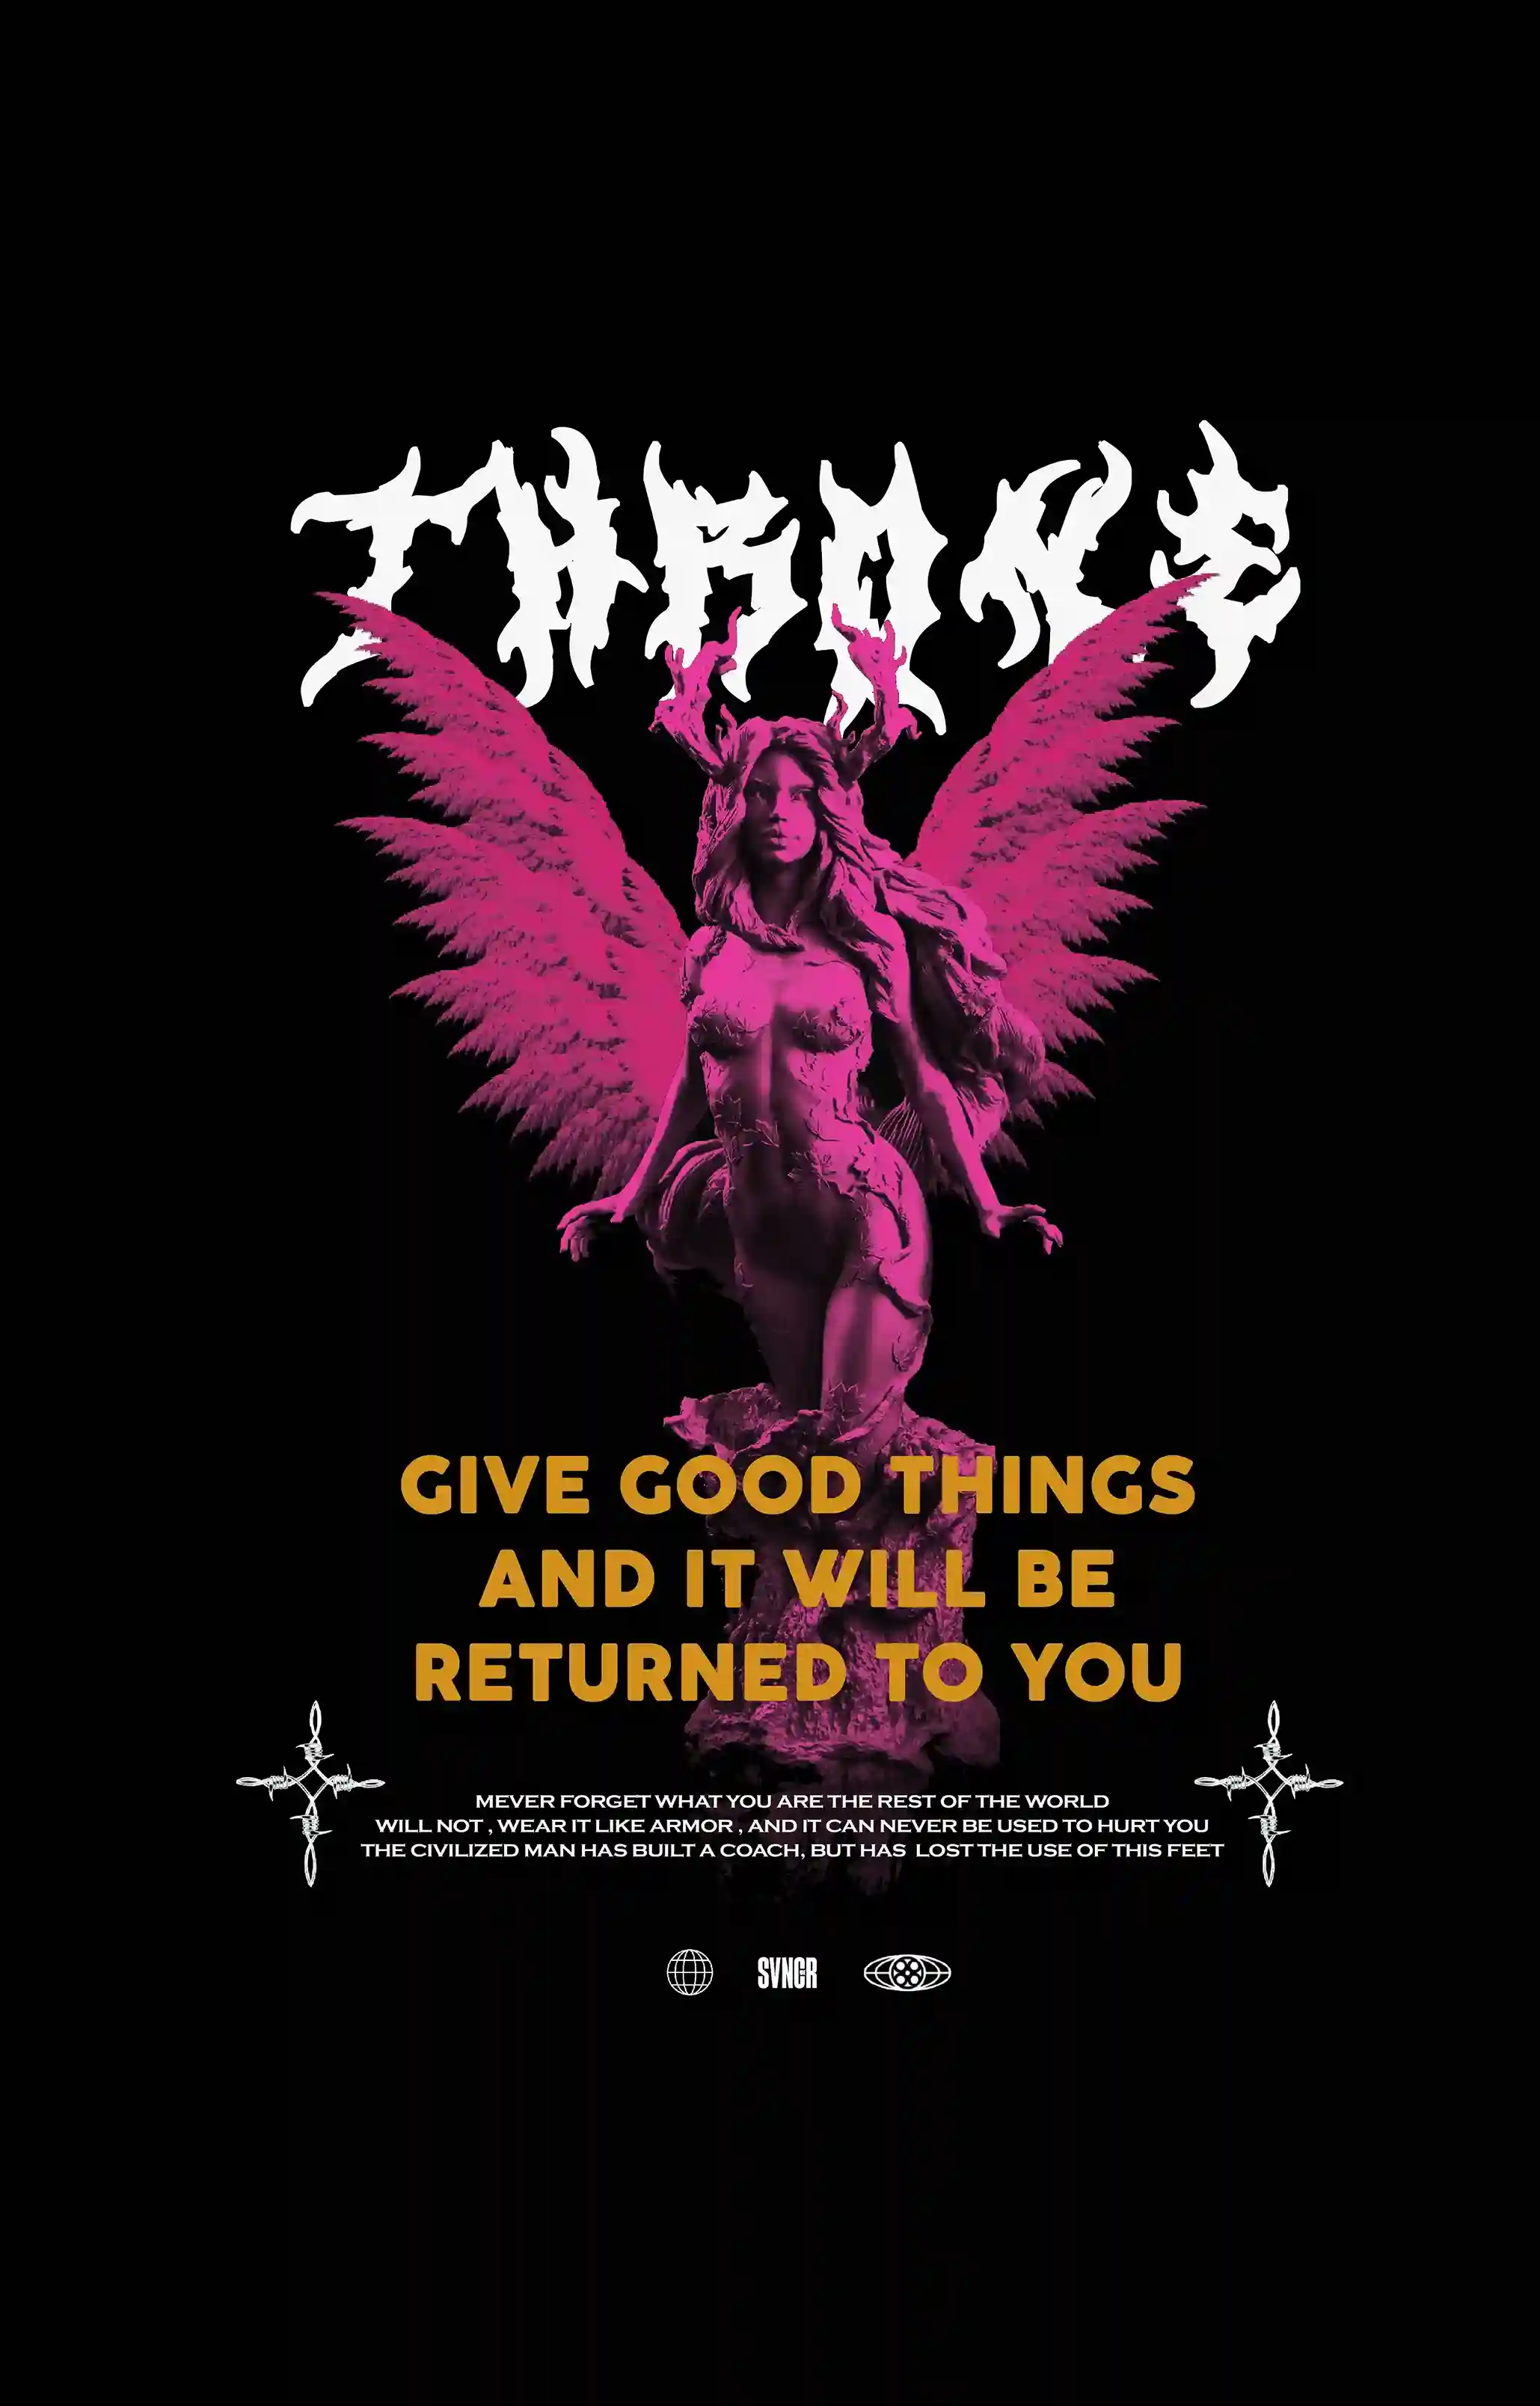 THRONE
GIVE GOOD THINGS
AND IT WILL BE
RETURNED TO YOU
MEVER FORGET WHAT YOU ARE THE REST OF THE WORLD
WILL NOT , WEAR IT LIKE ARMOR , AND IT CAN NEVER BE USED TO HURT YOU
THE CIVILIZED MAN HAS BUILT A COACH, BUT HAS LOST THE USE OF THIS FEET
SVNGR